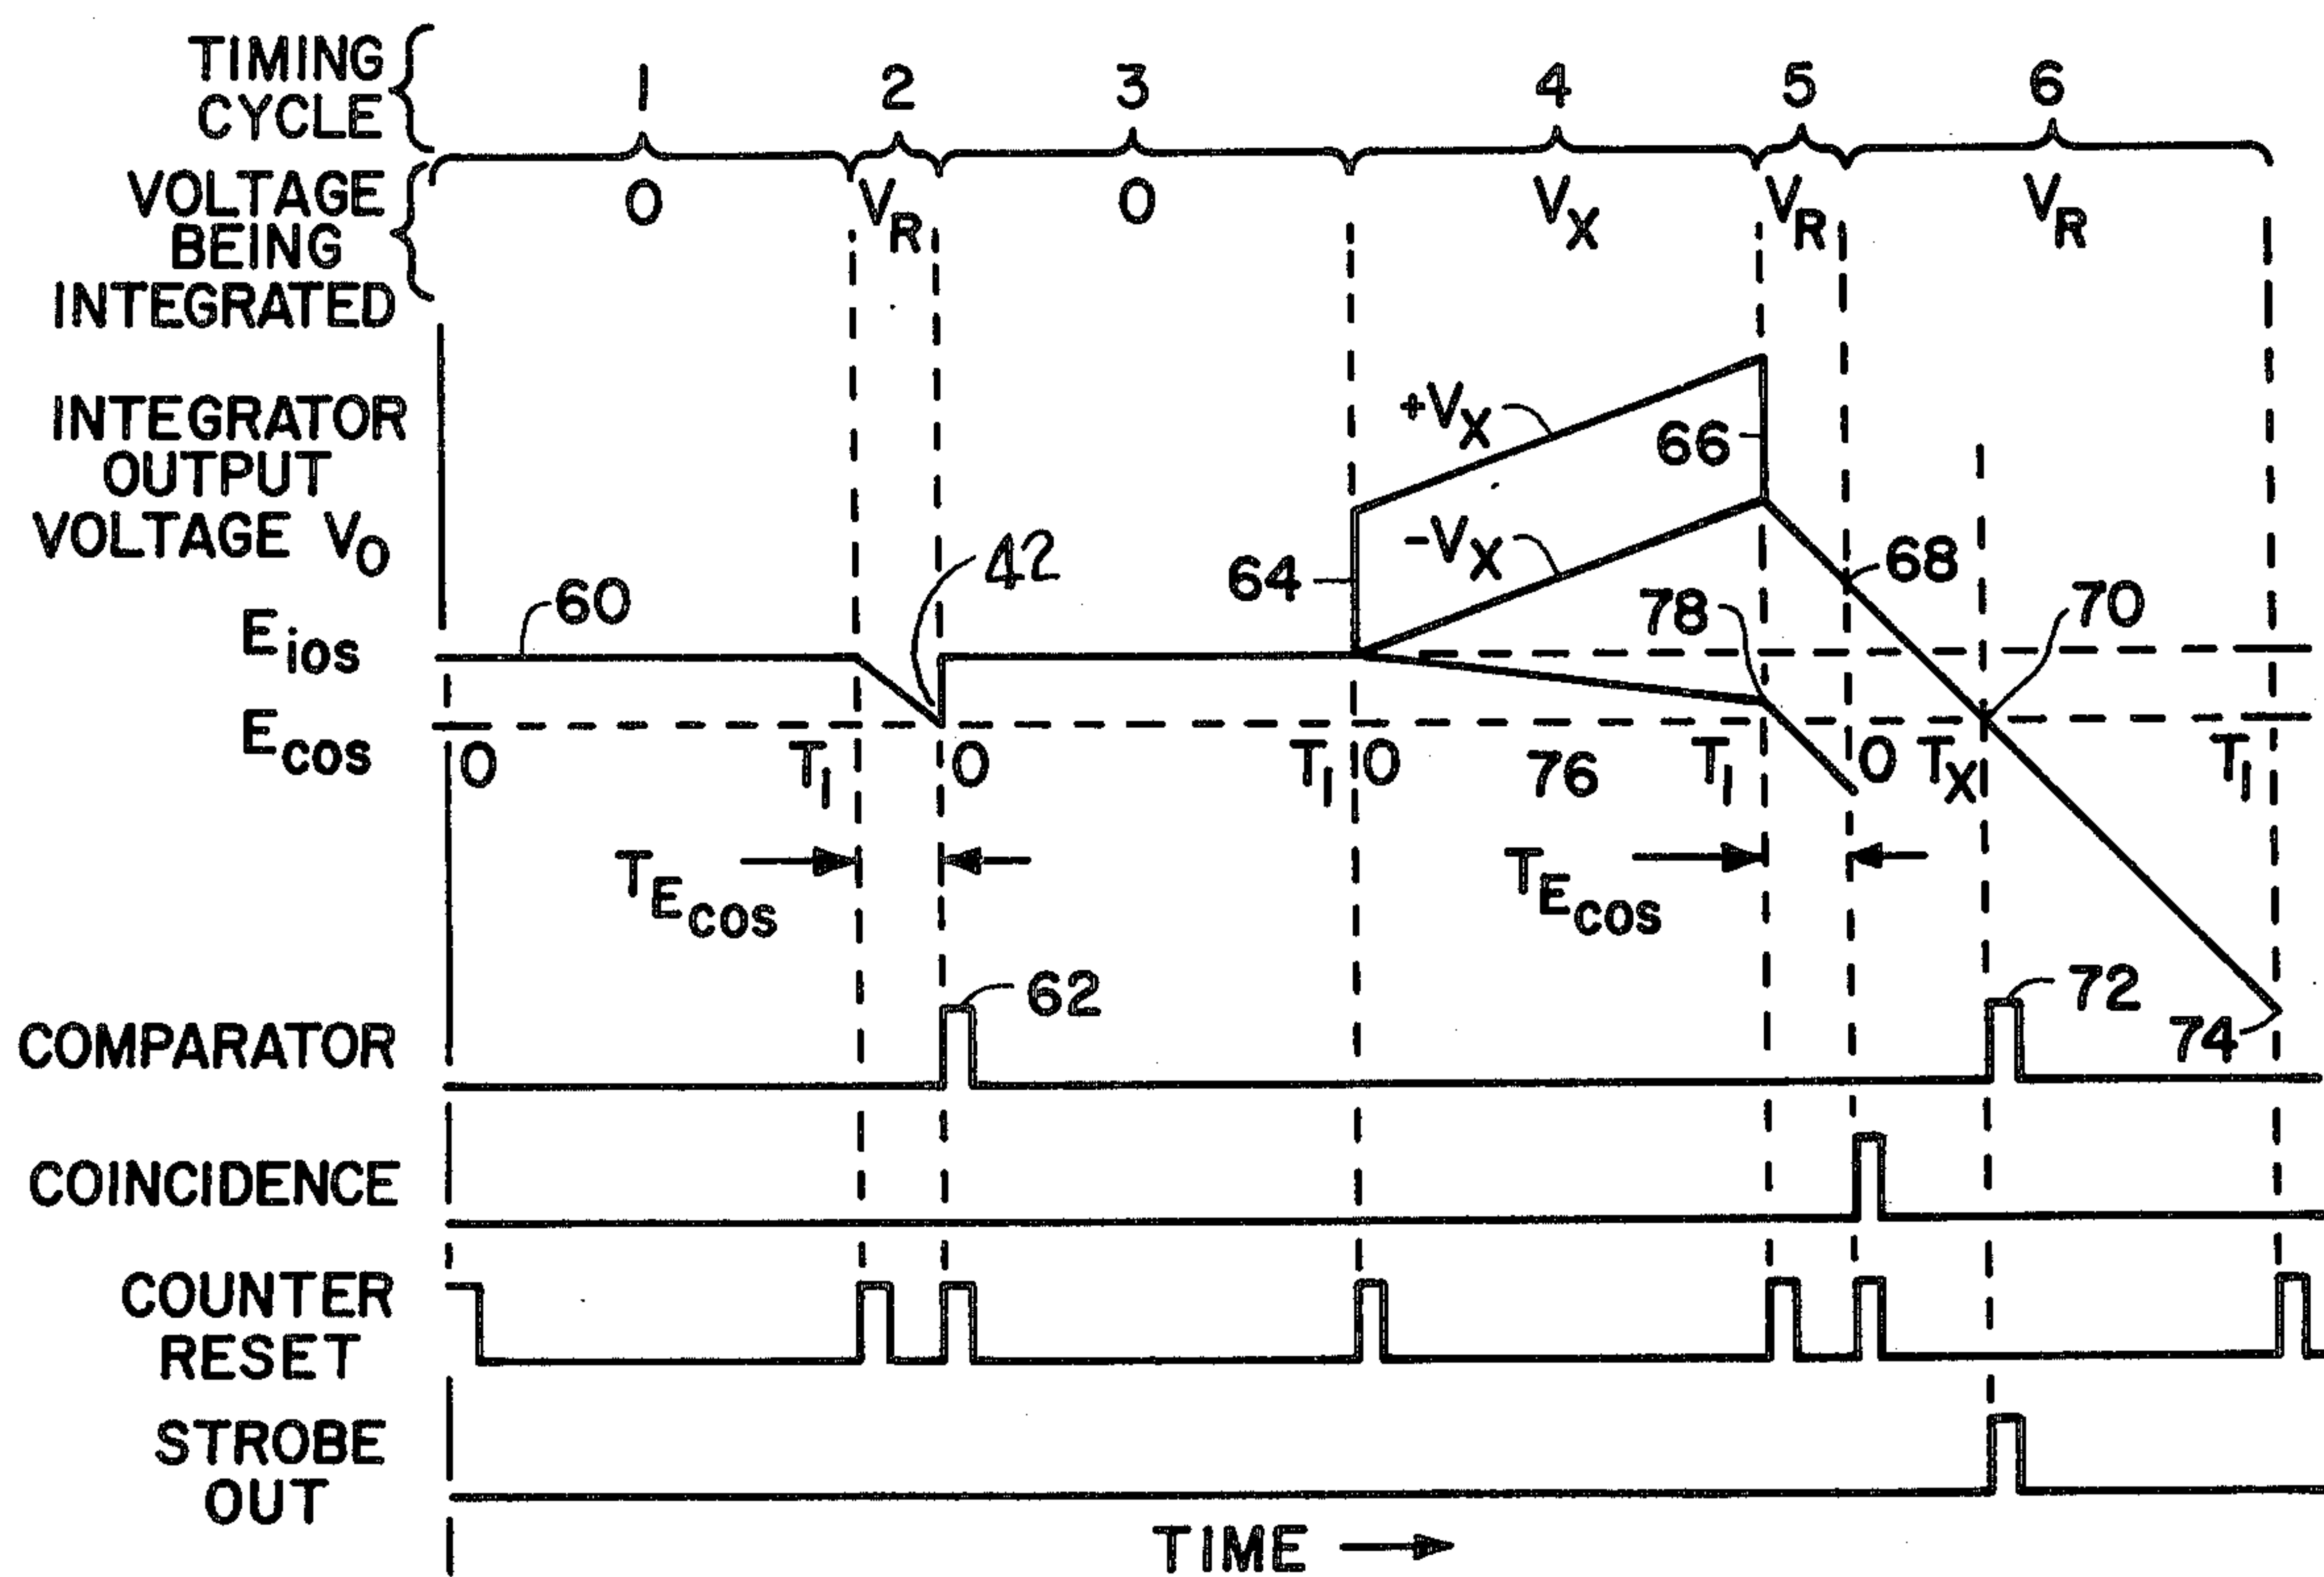 TIMING
CYCLE
1 2 3 4 5 6
VOLTAGE
BEING
INTEGRATED
0 VR 0 VX VR VR
INTEGRATOR
OUTPUT
VOLTAGE VO
+VX
66
-VX
42
64
68
60
78
70
Eios
Ecos
0 T1 0 T1 0 76 T1 0 TX T1
TEcos TEcos
62
72
74
COMPARATOR
COINCIDENCE
COUNTER
RESET
STROBE
OUT
TIME